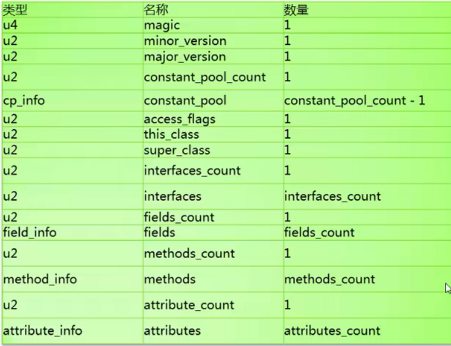 类型 名称 数量
u4 magic 1
u2 minor_version 1
u2 major_version 1
u2 constant_pool_count 1
cp_info constant_pool constant_pool_count - 1
u2 access_flags 1
u2 this_class 1
u2 super_class 1
u2 interfaces_count 1
u2 interfaces interfaces_count
u2 fields_count 1
field_info fields fields_count
u2 methods_count 1
method_info methods methods_count
u2 attribute_count 1
attribute_info attributes attributes_count